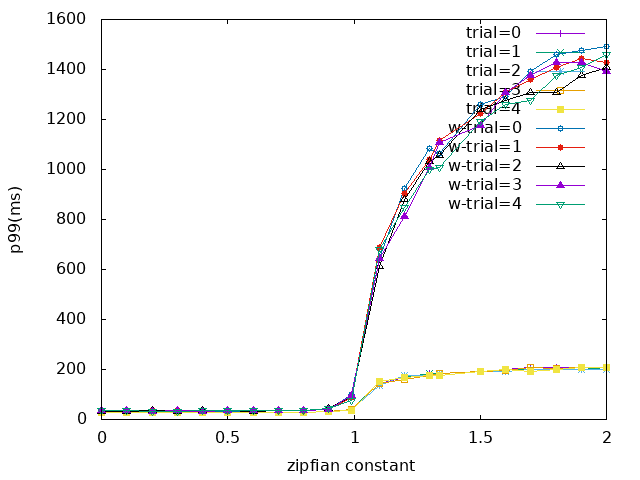 1600
1400
1200
1000
800
600
400
200
0
p99(ms)
0
0.5
1
1.5
2
zipfian constant
trial=0
trial=1
trial=2
trial=3
trial=4
w-trial=0
w-trial=1
w-trial=2
w-trial=3
w-trial=4